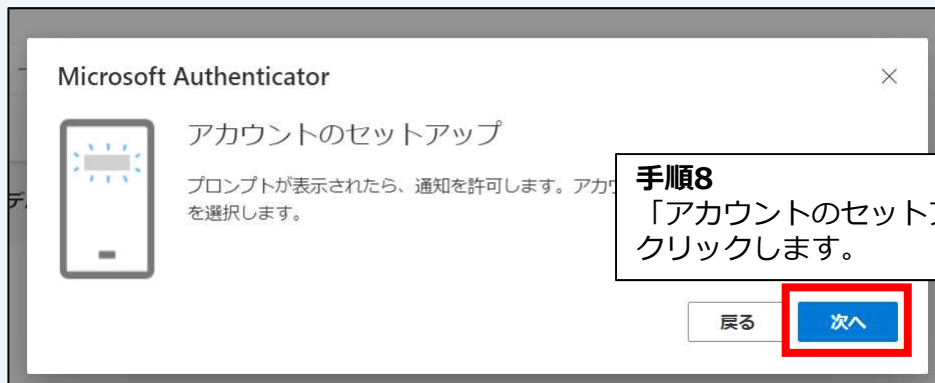 Microsoft Authenticator
アカウントのセットアップ
プロンプトが表示されたら、通知を許可します。アカ
を選択します。
手順8
「アカウントのセット
クリックします。
戻る
次へ